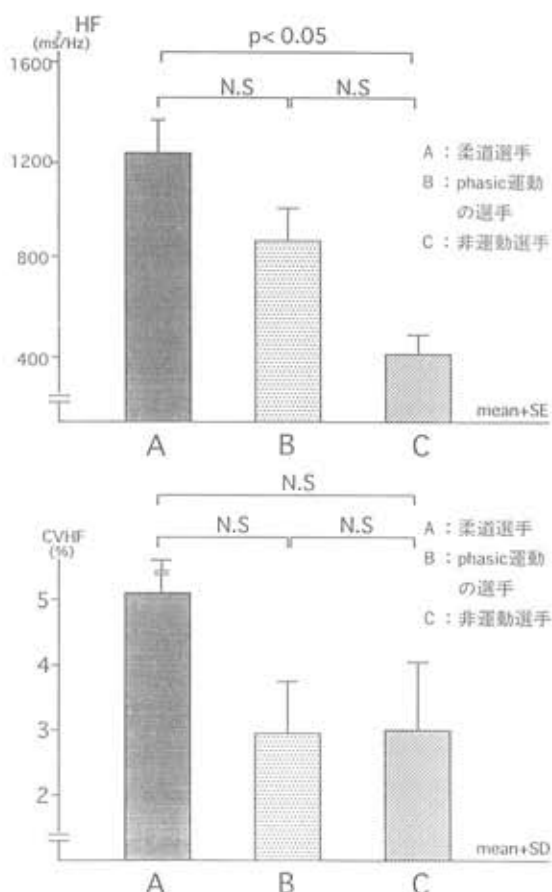 HF
(ms²/Hz)
p< 0.05
1600
N.S
N.S
1200
A：柔道選手
B：phasic運動
の選手
C：非運動選手
800
400
mean+SE
A
B
C
N.S
CVHF
(%)
N.S
N.S
A：柔道選手
B：phasic運動
の選手
C：非運動選手
5
4
3
2
mean+SD
A
B
C